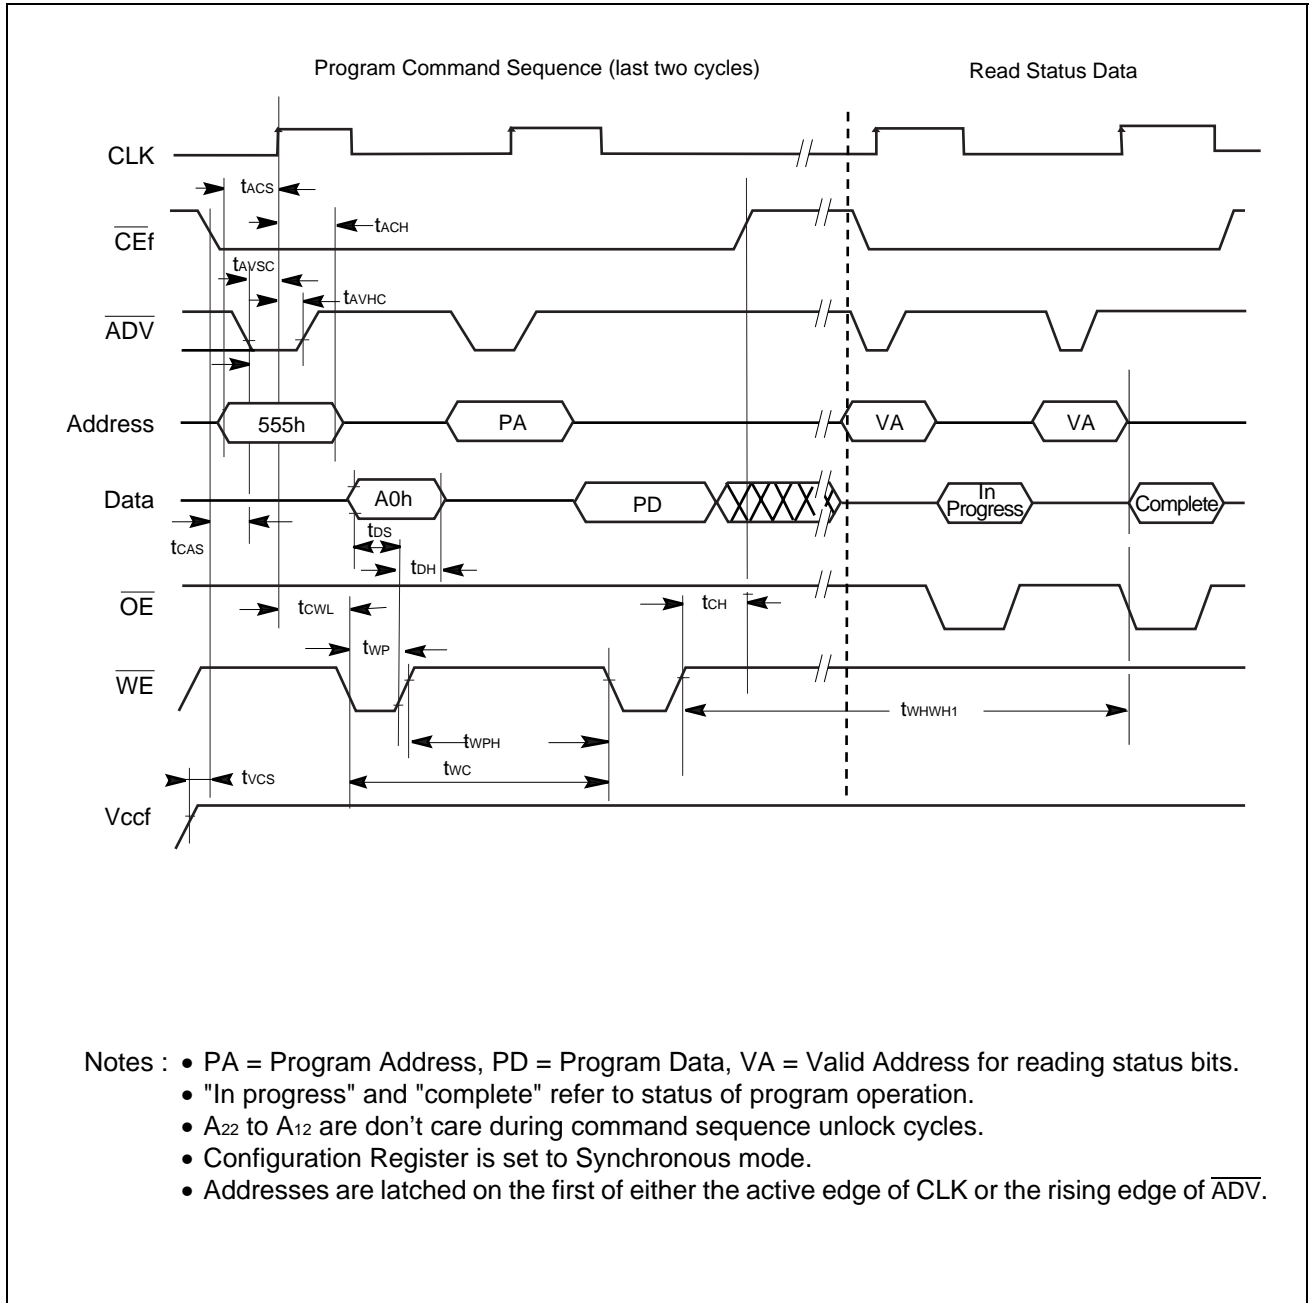 Program Command Sequence (last two cycles)
Read Status Data
CLK
tACS
tACH
CEf
tAVSC
tAVHC
ADV
Address
555h
PA
VA
VA
Data
A0h
PD
In
Progress
Complete
tCAS
tDS
tDH
OE
tCWL
tCH
tWP
WE
tWHWH1
tWPH
tWC
tVCS
Vccf
Notes : • PA = Program Address, PD = Program Data, VA = Valid Address for reading status bits.
• "In progress" and "complete" refer to status of program operation.
• A22 to A12 are don’t care during command sequence unlock cycles.
• Configuration Register is set to Synchronous mode.
• Addresses are latched on the first of either the active edge of CLK or the rising edge of ADV.